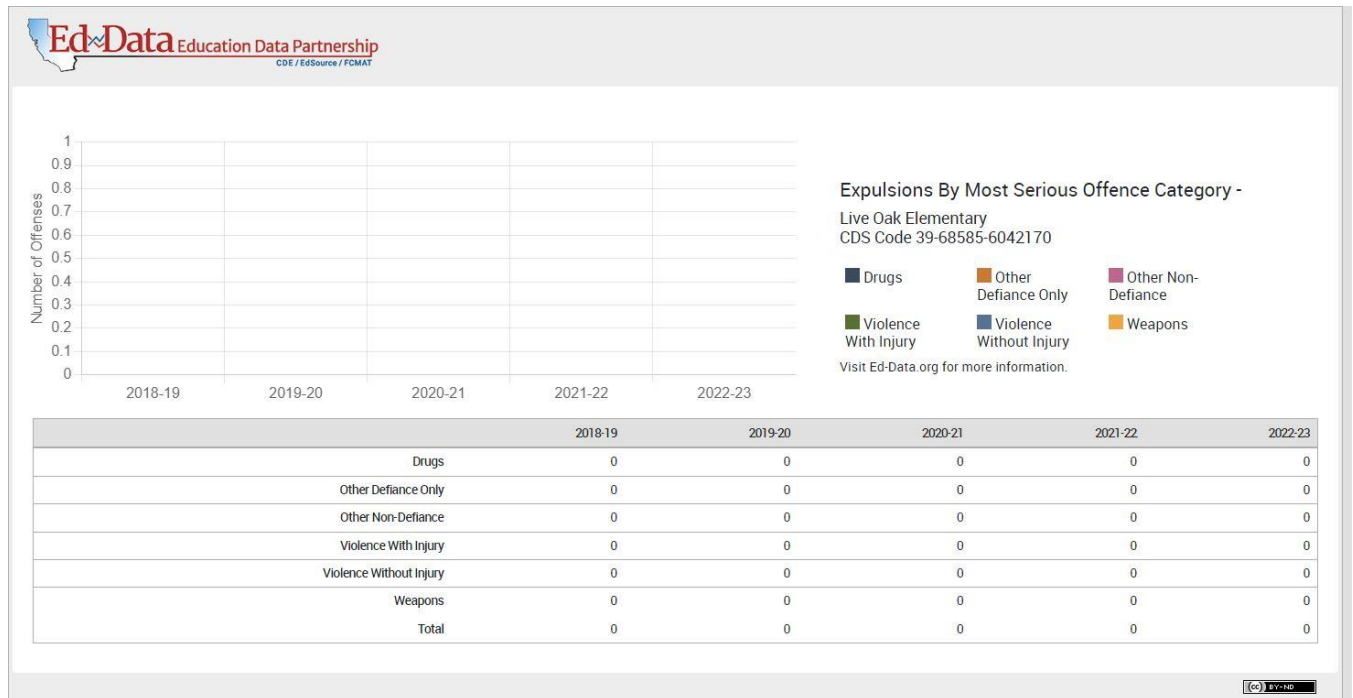 Ed Data Education Data Partnership
CDE / EdSource / FCMAT
1
0.9
0.8
0.7
0.6
0.5
0.4
0.3
0.2
0.1
0
Number of Offenses
2018-19 2019-20 2020-21 2021-22 2022-23
Expulsions By Most Serious Offence Category -
Live Oak Elementary
CDS Code 39-68585-6042170
Drugs
Other
Defiance Only
Other Non-
Defiance
Violence
With Injury
Violence
Without Injury
Weapons
Visit Ed-Data.org for more information.
2018-19 2019-20 2020-21 2021-22 2022-23
Drugs 0 0 0 0 0
Other Defiance Only 0 0 0 0 0
Other Non-Defiance 0 0 0 0 0
Violence With Injury 0 0 0 0 0
Violence Without Injury 0 0 0 0 0
Weapons 0 0 0 0 0
Total 0 0 0 0 0
(cc) BY-ND